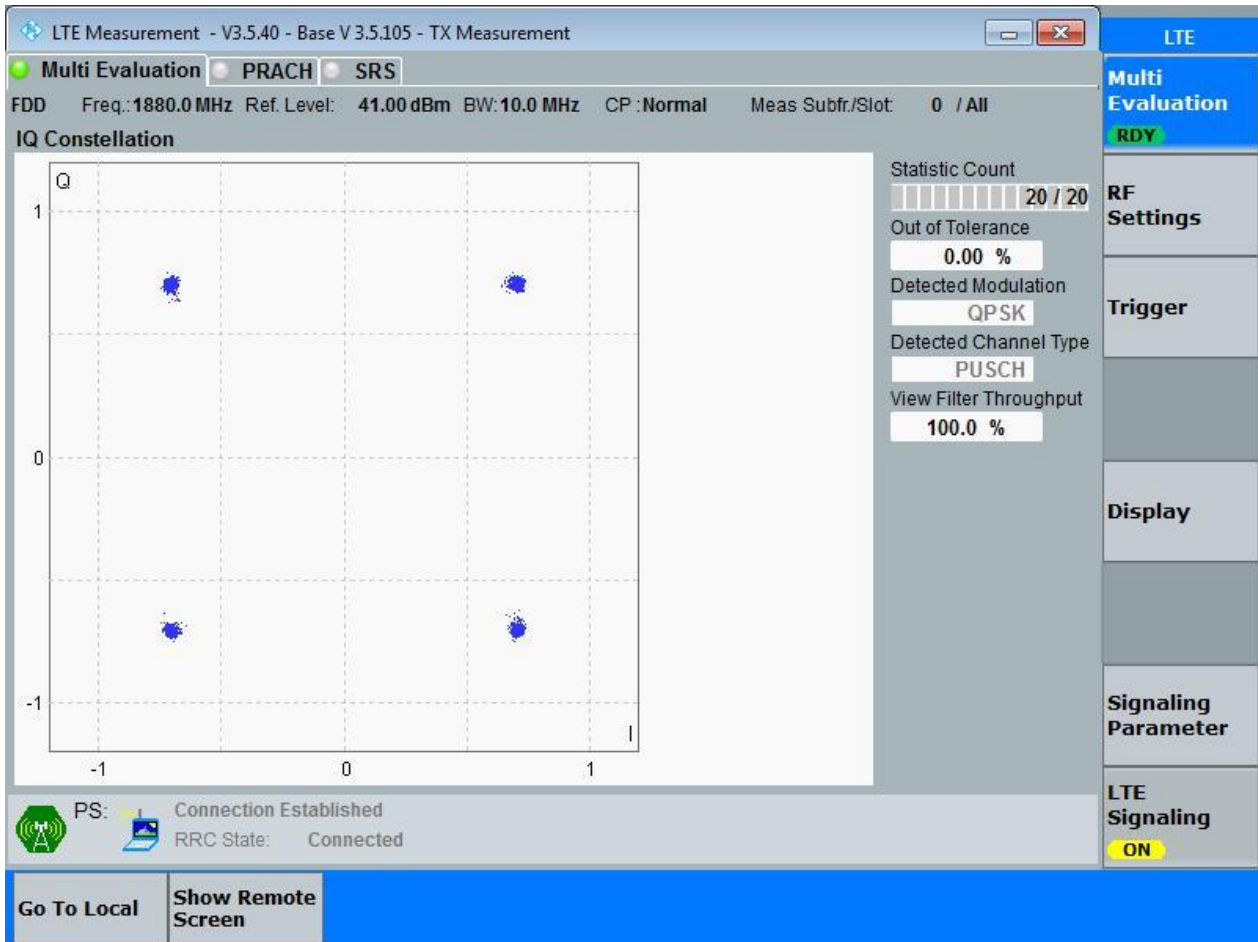 LTE Measurement - V3.5.40 - Base V 3.5.105 - TX Measurement
Multi Evaluation PRACH SRS
FDD Freq.: 1880.0 MHz Ref. Level: 41.00 dBm BW: 10.0 MHz CP : Normal Meas Subfr./Slot: 0 / All
IQ Constellation
Q
1
0
-1
I
-1 0 1
Statistic Count
20 / 20
Out of Tolerance
0.00 %
Detected Modulation
QPSK
Detected Channel Type
PUSCH
View Filter Throughput
100.0 %
PS: Connection Established
RRC State: Connected
LTE
Multi
Evaluation
RDY
RF
Settings
Trigger
Display
Signaling
Parameter
LTE
Signaling
ON
Go To Local
Show Remote
Screen